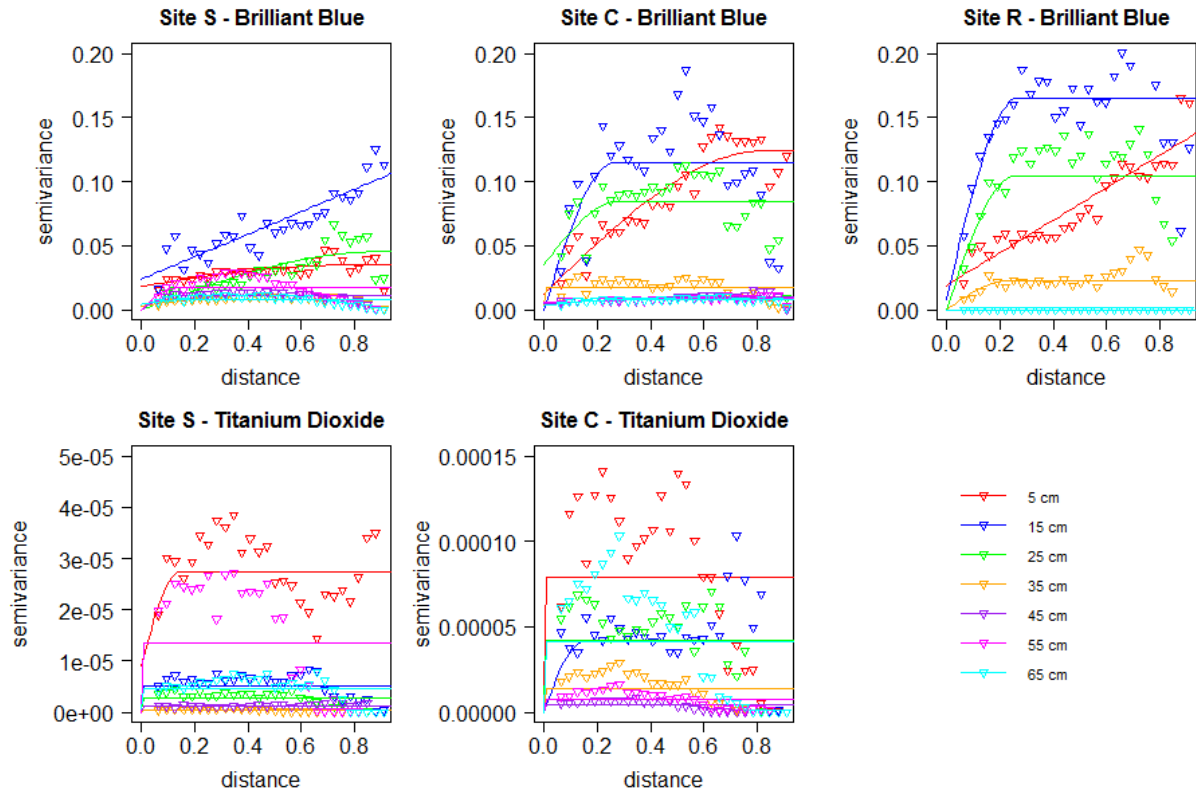 Site S - Brilliant Blue
Site C - Brilliant Blue
Site R - Brilliant Blue
semivariance
0.20
0.15
0.10
0.05
0.00
0.0 0.2 0.4 0.6 0.8
distance
semivariance
0.20
0.15
0.10
0.05
0.00
0.0 0.2 0.4 0.6 0.8
distance
semivariance
0.20
0.15
0.10
0.05
0.00
0.0 0.2 0.4 0.6 0.8
distance
Site S - Titanium Dioxide
Site C - Titanium Dioxide
semivariance
5e-05
4e-05
3e-05
2e-05
1e-05
0e+00
0.0 0.2 0.4 0.6 0.8
distance
semivariance
0.00015
0.00010
0.00005
0.00000
0.0 0.2 0.4 0.6 0.8
distance
5 cm
15 cm
25 cm
35 cm
45 cm
55 cm
65 cm